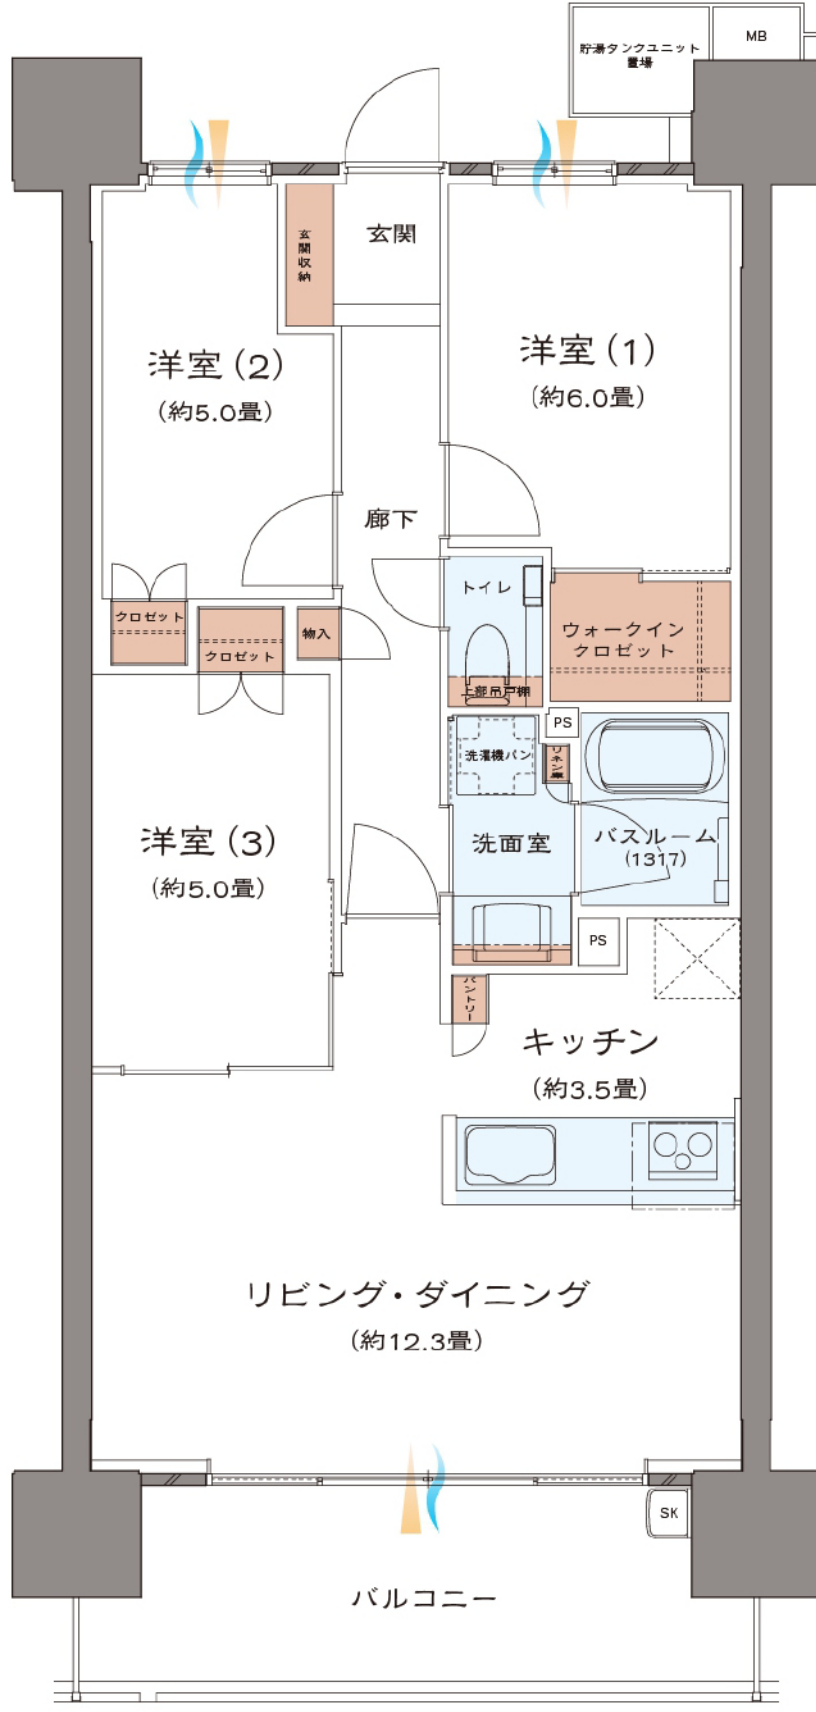 貯湯タンクユニット
置場
MB
玄関収納
玄関
洋室(2)
(約5.0畳)
洋室(1)
(約6.0畳)
廊下
トイレ
クロゼット
クロゼット
物入
ウォークイン
クロゼット
上部吊戸棚
PS
洗濯機パン
リネン庫
洗面室
バスルーム
(1317)
洋室(3)
(約5.0畳)
PS
パントリー
キッチン
(約3.5畳)
リビング・ダイニング
(約12.3畳)
SK
バルコニー